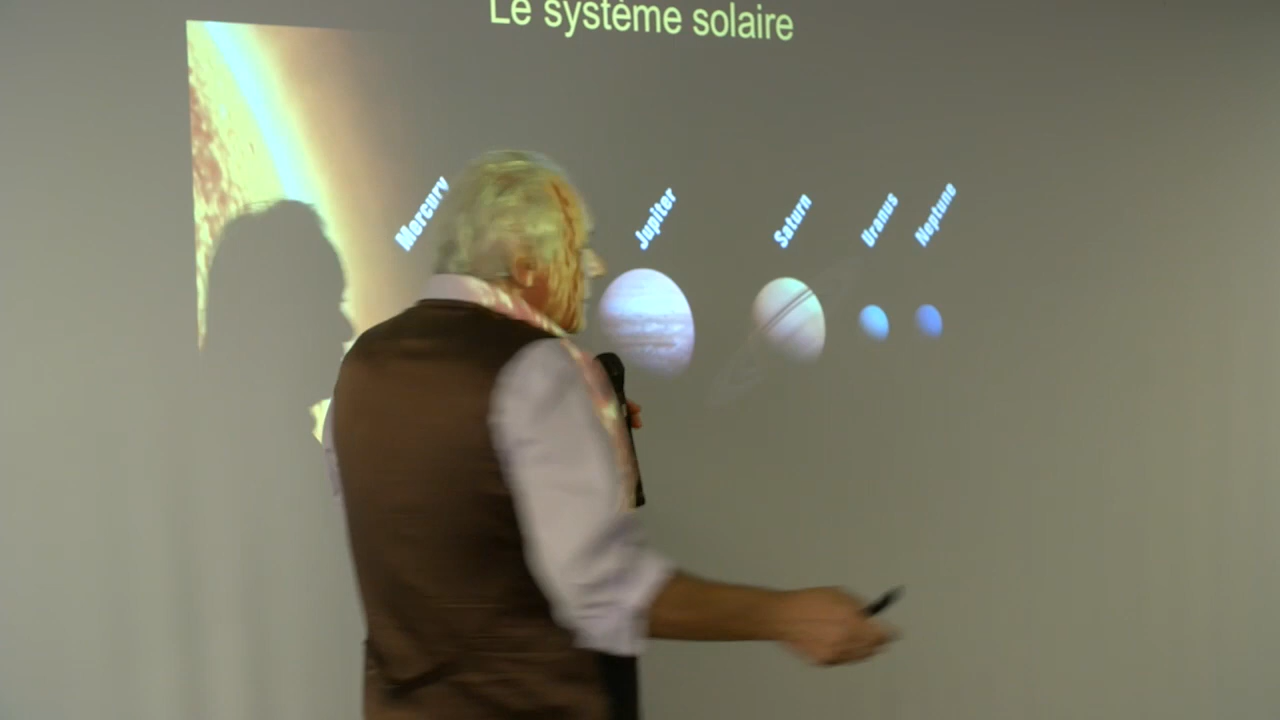 Le système solaire
Mercury
Jupiter
Saturn
Uranus
Neptune